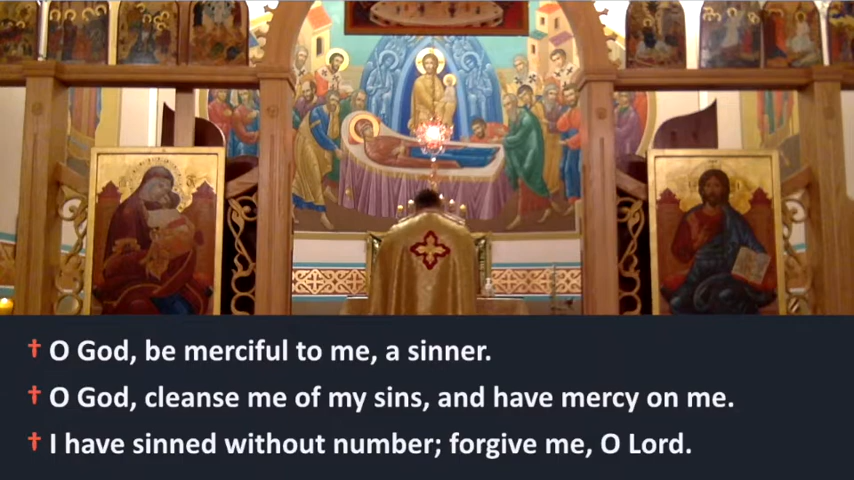 † O God, be merciful to me, a sinner.
† O God, cleanse me of my sins, and have mercy on me.
† I have sinned without number; forgive me, O Lord.